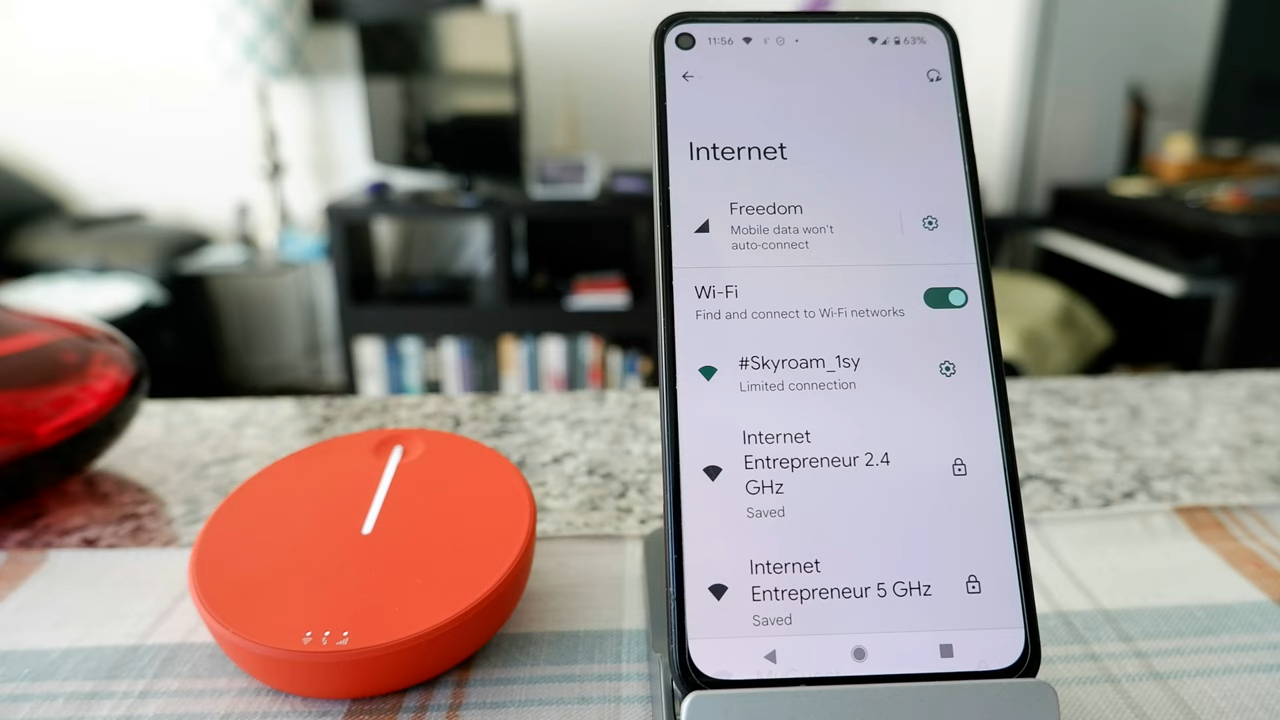 11:56
63%
Internet
Freedom
Mobile data won't
auto-connect
Wi-Fi
Find and connect to Wi-Fi networks
#Skyroam_1sy
Limited connection
Internet
Entrepreneur 2.4
GHz
Saved
Internet
Entrepreneur 5 GHz
Saved